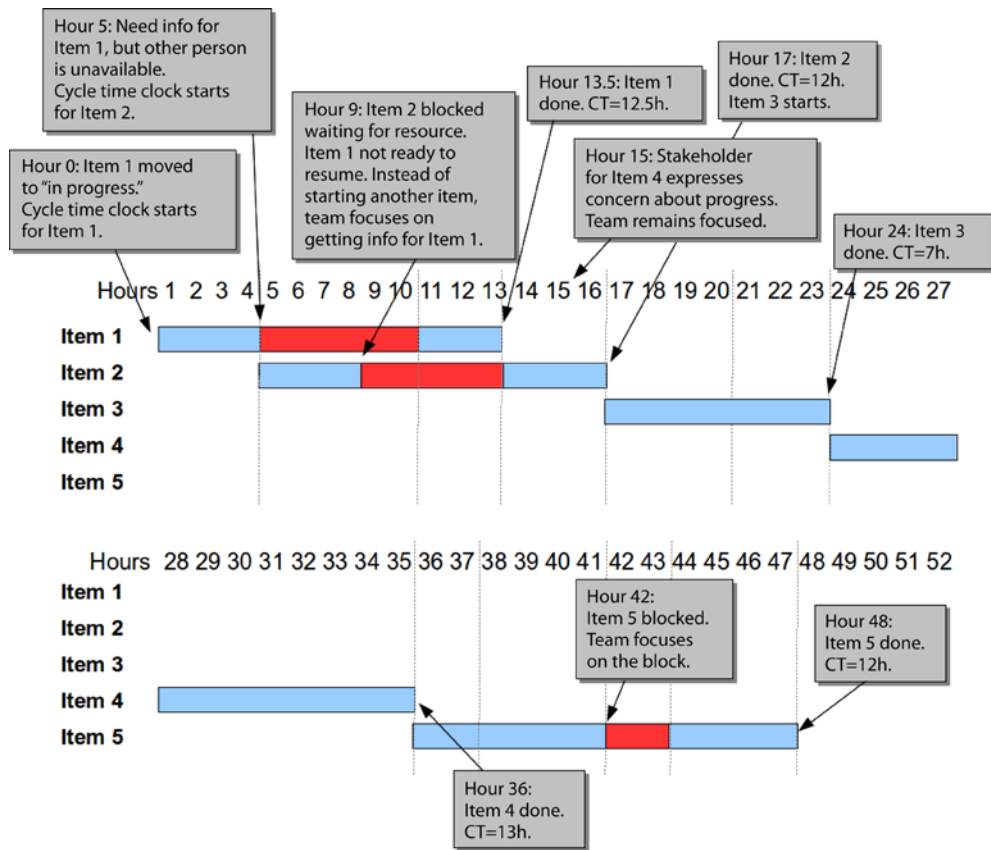 Hour 5: Need info for
Item 1, but other person
is unavailable.
Cycle time clock starts
for Item 2.
Hour 17: Item 2
done. CT=12h.
Item 3 starts.
Hour 13.5: Item 1
done. CT=12.5h.
Hour 9: Item 2 blocked
waiting for resource.
Item 1 not ready to
resume. Instead of
starting another item,
team focuses on
getting info for Item 1.
Hour 15: Stakeholder
for Item 4 expresses
concern about progress.
Team remains focused.
Hour 0: Item 1 moved
to “in progress.”
Cycle time clock starts
for Item 1.
Hour 24: Item 3
done. CT=7h.
Hours 1 2 3 4 5 6 7 8 9 10 11 12 13 14 15 16 17 18 19 20 21 22 23 24 25 26 27
Item 1
Item 2
Item 3
Item 4
Item 5
Hours 28 29 30 31 32 33 34 35 36 37 38 39 40 41 42 43 44 45 46 47 48 49 50 51 52
Item 1
Item 2
Item 3
Item 4
Item 5
Hour 42:
Item 5 blocked.
Team focuses
on the block.
Hour 48:
Item 5 done.
CT=12h.
Hour 36:
Item 4 done.
CT=13h.